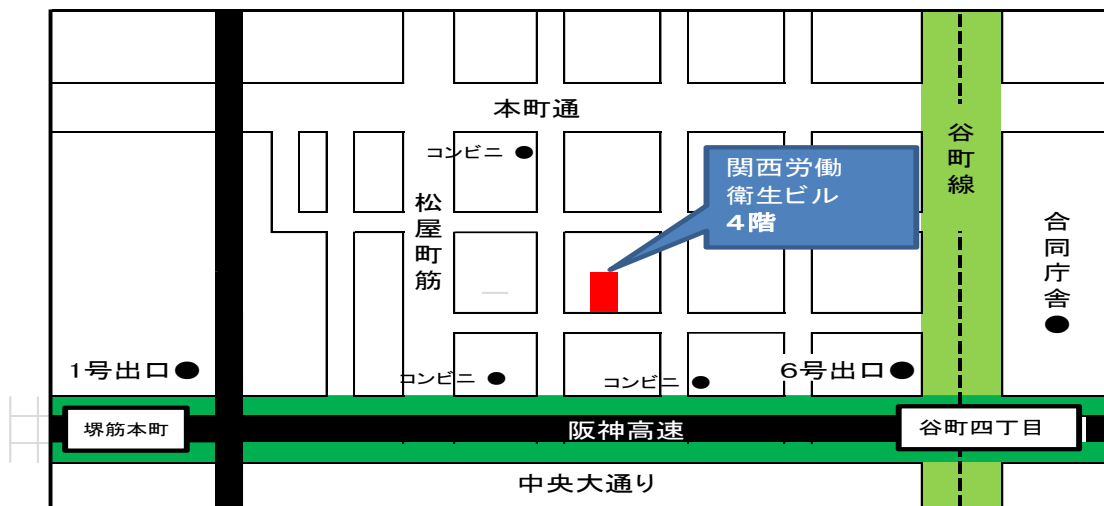 本町通
コンビニ
谷町線
関西労働
衛生ビル
4階
松屋町筋
合同庁舎
1号出口
コンビニ
コンビニ
6号出口
堺筋本町
阪神高速
谷町四丁目
中央大通り